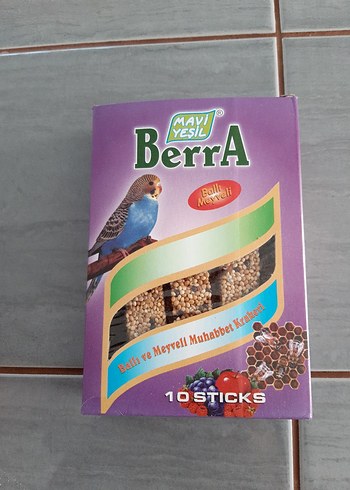 MAVİ
YEŞİL
®
BerrA
Ballı
Meyveli
Ballı ve Meyveli Muhabbet Krakeri
10 STICKS